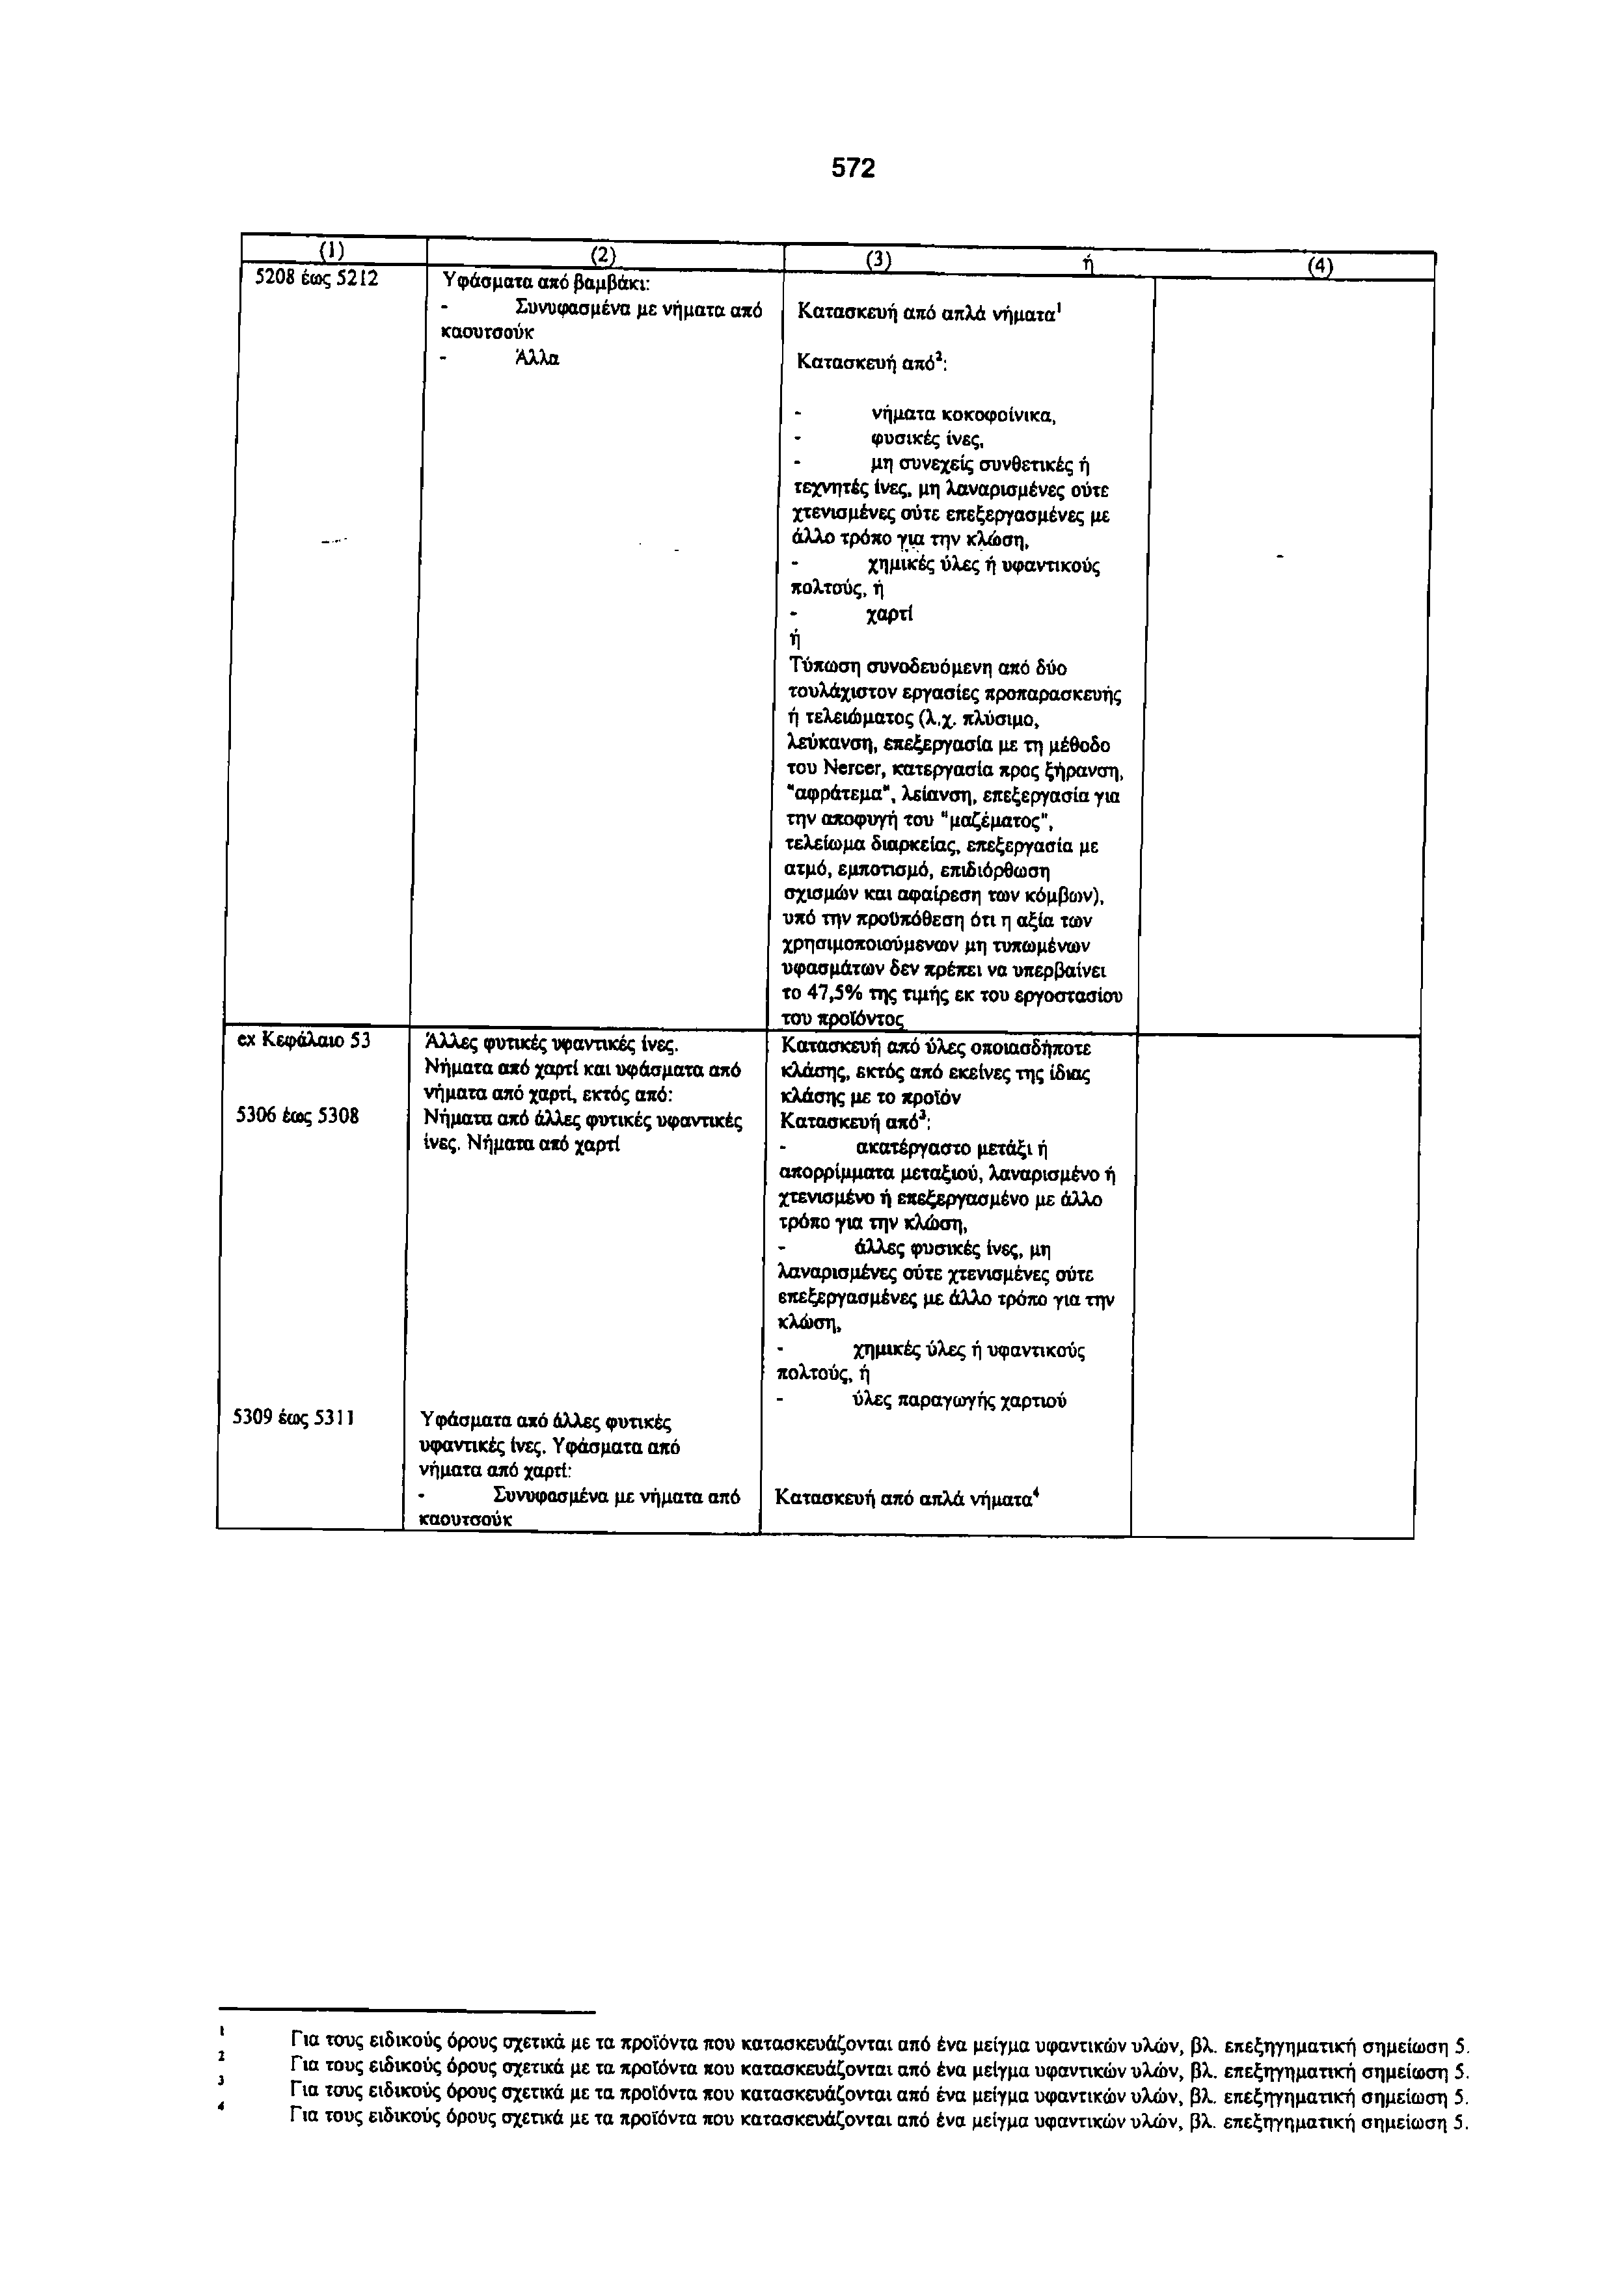 572
(1) (2) (3) ή (4)
5208 έως 5212
Υφάσματα από βαμβάκι:
- Συνυφασμένα με νήματα από
καουτσούκ
- Άλλα
Κατασκευή από απλά νήματα¹
Κατασκευή από²:
- νήματα κοκοφοίνικα,
- φυσικές ίνες,
- μη συνεχείς συνθετικές ή
τεχνητές ίνες, μη λαναρισμένες ούτε
χτενισμένες ούτε επεξεργασμένες με
άλλο τρόπο για την κλώση,
- χημικές ύλες ή υφαντικούς
πολτούς, ή
- χαρτί
ή
Τύπωση συνοδευόμενη από δύο
τουλάχιστον εργασίες προπαρασκευής
ή τελειώματος (λ.χ. πλύσιμο,
λεύκανση, επεξεργασία με τη μέθοδο
του Nercer, κατεργασία προς ξήρανση,
"αφράτεμα", λείανση, επεξεργασία για
την αποφυγή του "μαζέματος",
τελείωμα διαρκείας, επεξεργασία με
ατμό, εμποτισμό, επιδιόρθωση
σχισμών και αφαίρεση των κόμβων),
υπό την προϋπόθεση ότι η αξία των
χρησιμοποιούμενων μη τυπωμένων
υφασμάτων δεν πρέπει να υπερβαίνει
το 47,5% της τιμής εκ του εργοστασίου
του προϊόντος
ex Κεφάλαιο 53
Άλλες φυτικές υφαντικές ίνες.
Νήματα από χαρτί και υφάσματα από
νήματα από χαρτί, εκτός από:
Κατασκευή από ύλες οποιασδήποτε
κλάσης, εκτός από εκείνες της ίδιας
κλάσης με το προϊόν
5306 έως 5308
Νήματα από άλλες φυτικές υφαντικές
ίνες. Νήματα από χαρτί
Κατασκευή από³:
- ακατέργαστο μετάξι ή
απορρίμματα μεταξιού, λαναρισμένο ή
χτενισμένο ή επεξεργασμένο με άλλο
τρόπο για την κλώση,
- άλλες φυσικές ίνες, μη
λαναρισμένες ούτε χτενισμένες ούτε
επεξεργασμένες με άλλο τρόπο για την
κλώση,
- χημικές ύλες ή υφαντικούς
πολτούς, ή
- ύλες παραγωγής χαρτιού
5309 έως 5311
Υφάσματα από άλλες φυτικές
υφαντικές ίνες. Υφάσματα από
νήματα από χαρτί:
- Συνυφασμένα με νήματα από
καουτσούκ
Κατασκευή από απλά νήματα⁴
¹ Για τους ειδικούς όρους σχετικά με τα προϊόντα που κατασκευάζονται από ένα μείγμα υφαντικών υλών, βλ. επεξηγηματική σημείωση 5.
² Για τους ειδικούς όρους σχετικά με τα προϊόντα που κατασκευάζονται από ένα μείγμα υφαντικών υλών, βλ. επεξηγηματική σημείωση 5.
³ Για τους ειδικούς όρους σχετικά με τα προϊόντα που κατασκευάζονται από ένα μείγμα υφαντικών υλών, βλ. επεξηγηματική σημείωση 5.
⁴ Για τους ειδικούς όρους σχετικά με τα προϊόντα που κατασκευάζονται από ένα μείγμα υφαντικών υλών, βλ. επεξηγηματική σημείωση 5.